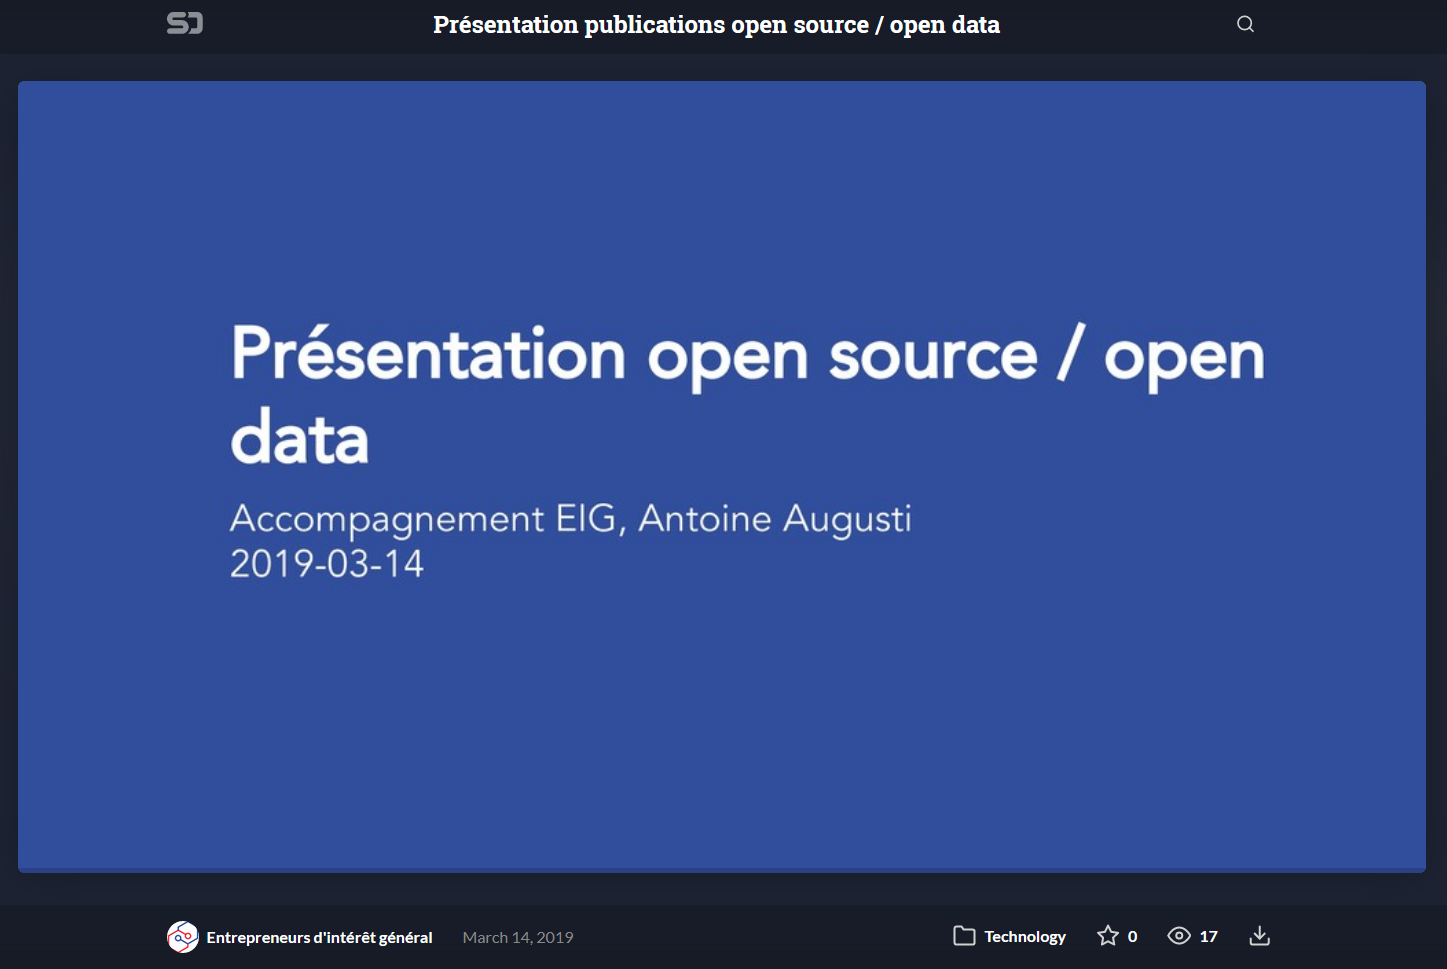 Présentation publications open source / open data
Présentation open source / open
data
Accompagnement EIG, Antoine Augusti
2019-03-14
Entrepreneurs d'intérêt général
March 14, 2019
Technology
0
17